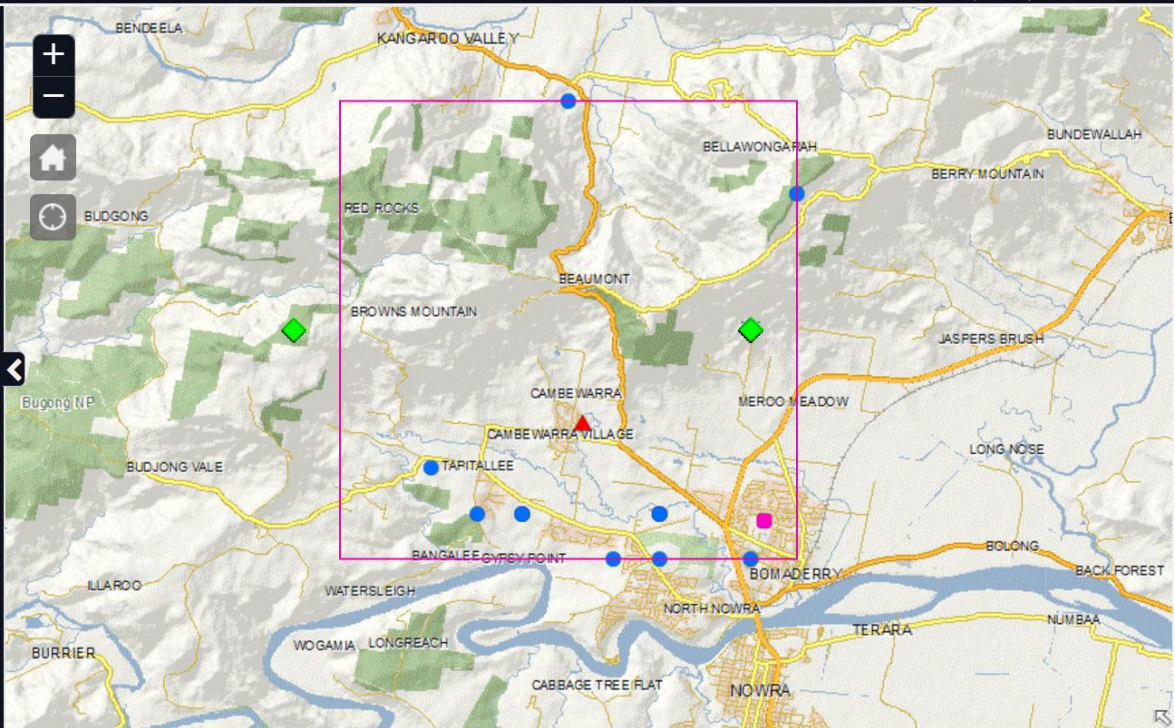 BENDEELA
KANGAROO VALLEY
+
−
BUNDEWALLAH
BELLAWONGARAH
BERRY MOUNTAIN
RED ROCKS
BUDGONG
BEAUMONT
BROWNS MOUNTAIN
JASPERS BRUSH
CAMBEWARRA
Bugong NP
MEROO MEADOW
CAMBEWARRA VILLAGE
LONG NOSE
BUDJONG VALE
TAPITALLEE
BOLONG
BANGALEE
GYPSY POINT
BACK FOREST
BOMADERRY
ILLAROO
WATERSLEIGH
NORTH NOWRA
NUMBAA
TERARA
WOGAMIA
LONGREACH
BURRIER
CABBAGE TREE FLAT
NOWRA